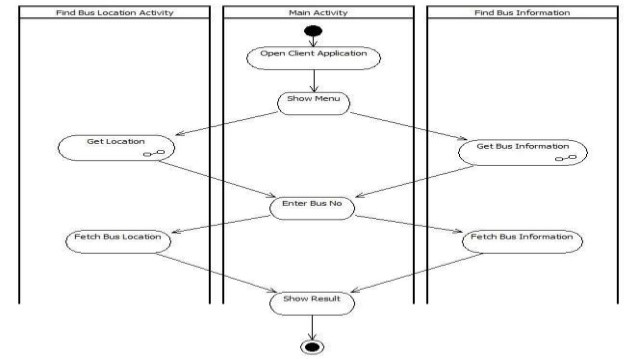 Find Bus Location Activity
Main Activity
Find Bus Information
Open Client Application
Show Menu
Get Location
Get Bus Information
Enter Bus No
Fetch Bus Location
Fetch Bus Information
Show Result